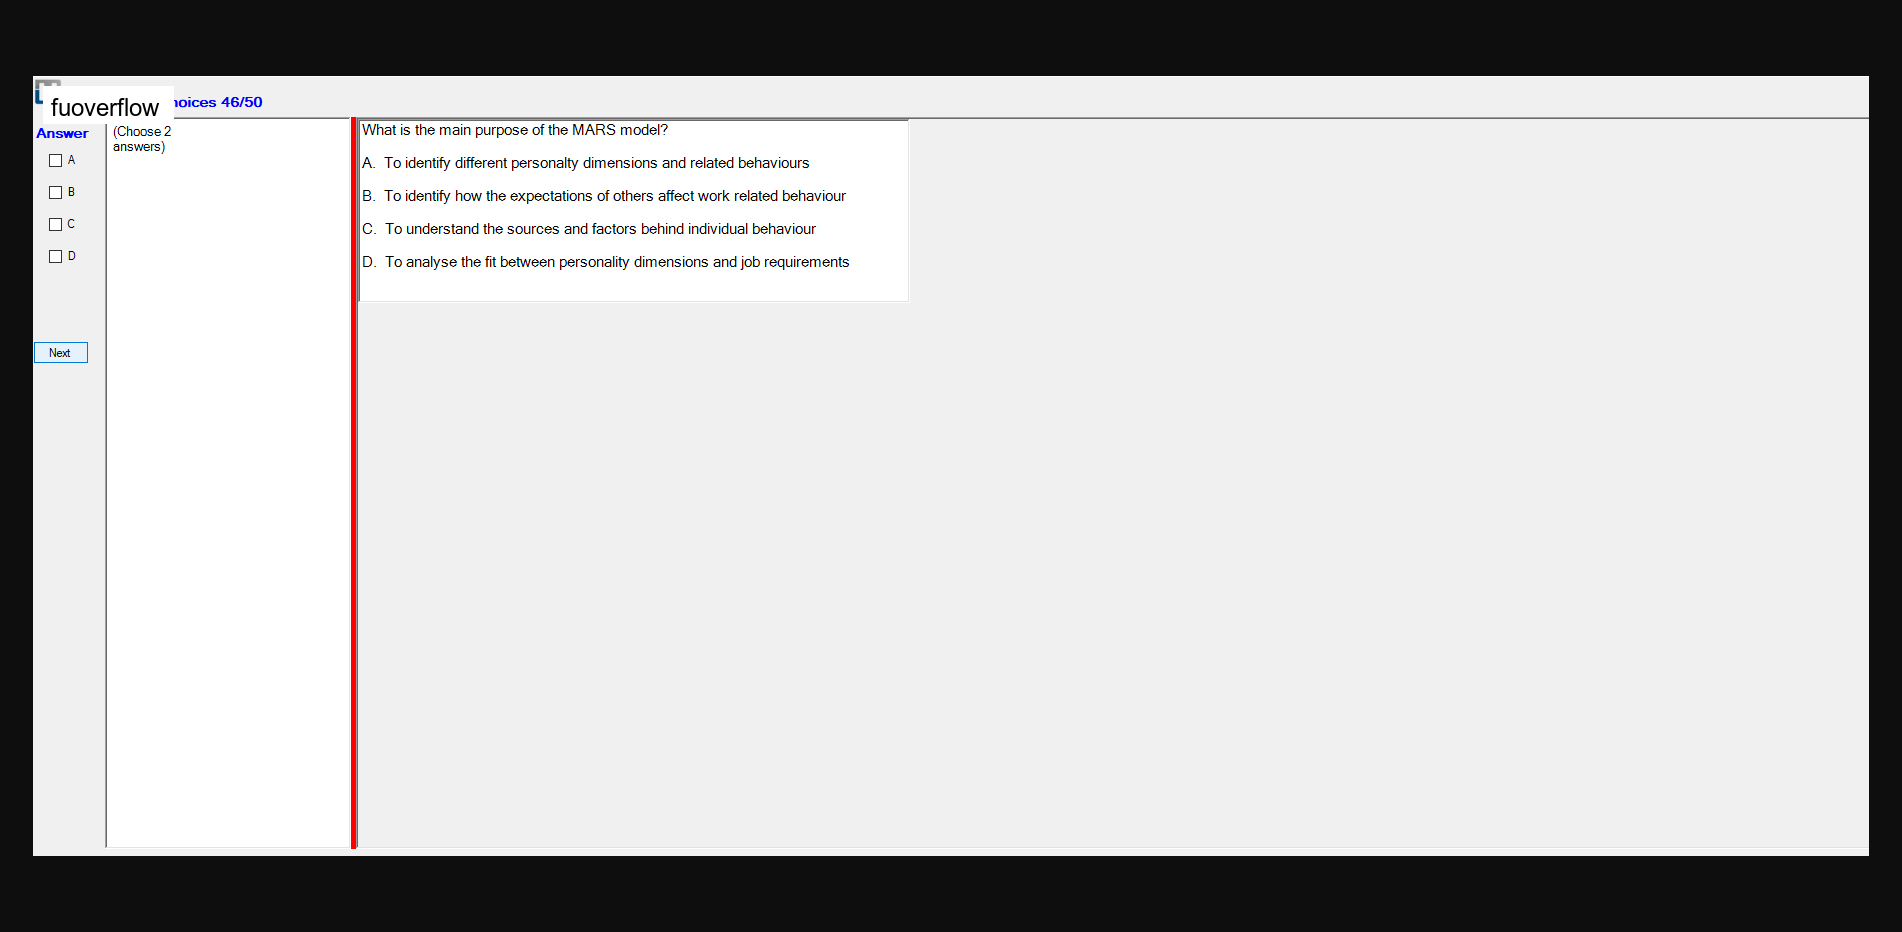 fuoverflow
hoices 46/50
Answer
(Choose 2
answers)
A
B
C
D
Next
What is the main purpose of the MARS model?
A. To identify different personalty dimensions and related behaviours
B. To identify how the expectations of others affect work related behaviour
C. To understand the sources and factors behind individual behaviour
D. To analyse the fit between personality dimensions and job requirements